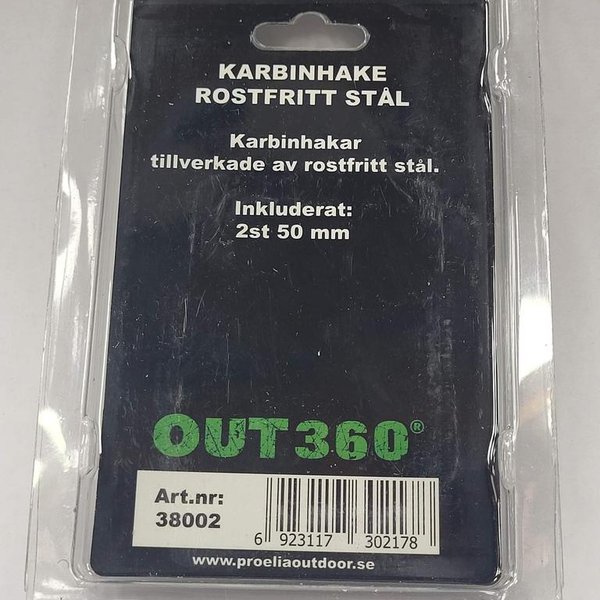 KARBINHAKE
ROSTFRITT STÅL
Karbinhakar
tillverkade av rostfritt stål.
Inkluderat:
2st 50 mm
OUT360®
Art.nr:
38002
6 923117 302178
www.proeliaoutdoor.se